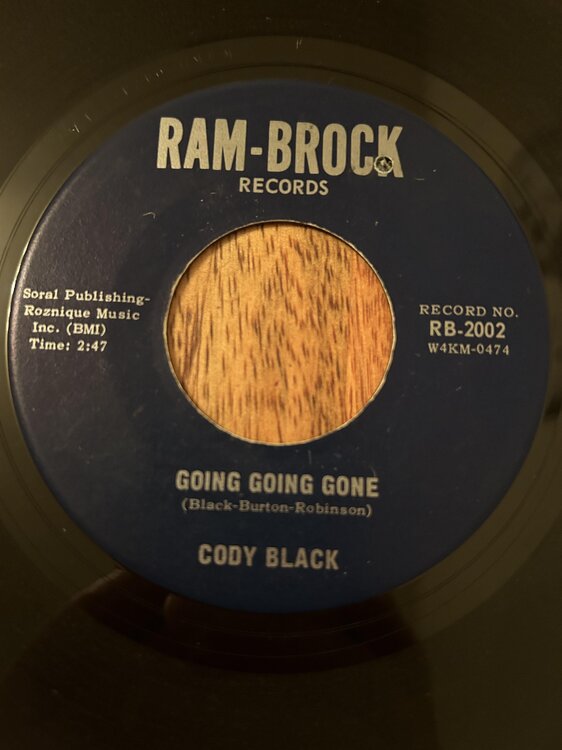 RAM-BROCK
RECORDS
Soral Publishing-
Roznique Music
Inc. (BMI)
Time: 2:47
RECORD NO.
RB-2002
W4KM-0474
GOING GOING GONE
(Black-Burton-Robinson)
CODY BLACK